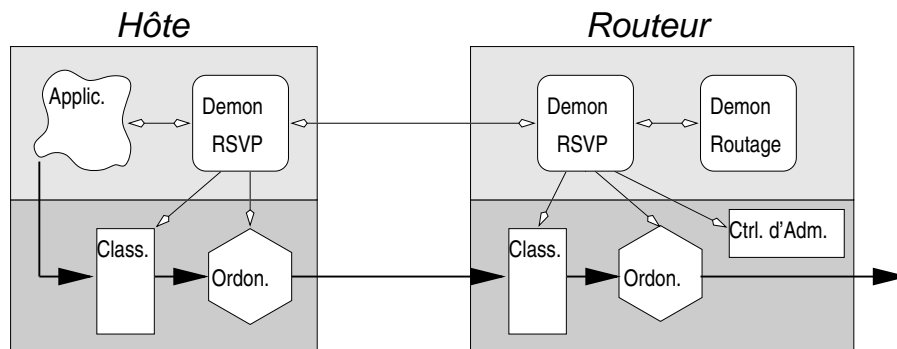 Hôte
Routeur
Applic.
Demon
RSVP
Demon
RSVP
Demon
Routage
Class.
Ordon.
Class.
Ordon.
Ctrl. d'Adm.